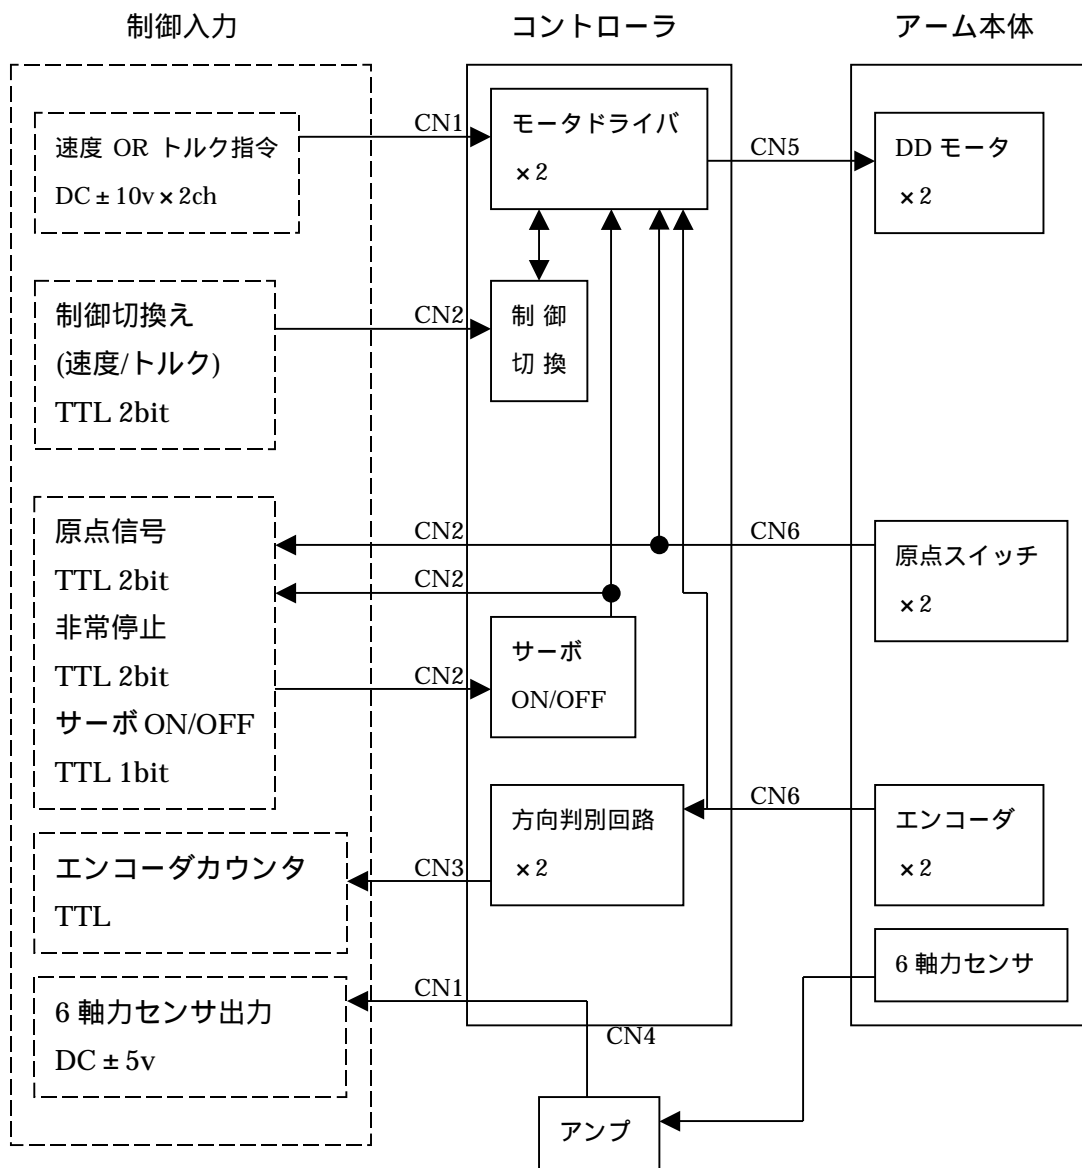 制御入力
コントローラ
アーム本体
速度 OR トルク指令
DC±10v×2ch
CN1
モータドライバ
×2
CN5
DD モータ
×2
制御切換え
(速度/トルク)
TTL 2bit
CN2
制 御
切 換
原点信号
TTL 2bit
非常停止
TTL 2bit
サーボ ON/OFF
TTL 1bit
CN2
CN2
CN2
サーボ
ON/OFF
CN6
原点スイッチ
×2
方向判別回路
×2
CN6
エンコーダ
×2
エンコーダカウンタ
TTL
CN3
6 軸力センサ
6 軸力センサ出力
DC±5v
CN1
CN4
アンプ